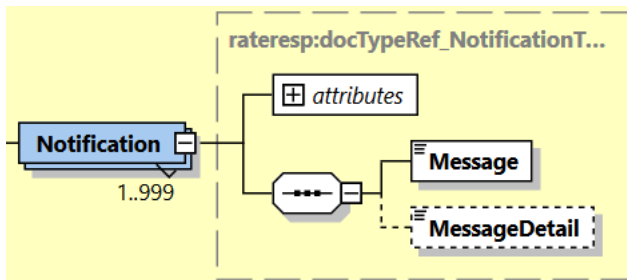 rateresp:docTypeRef_NotificationT...
attributes
Notification
1..999
Message
MessageDetail